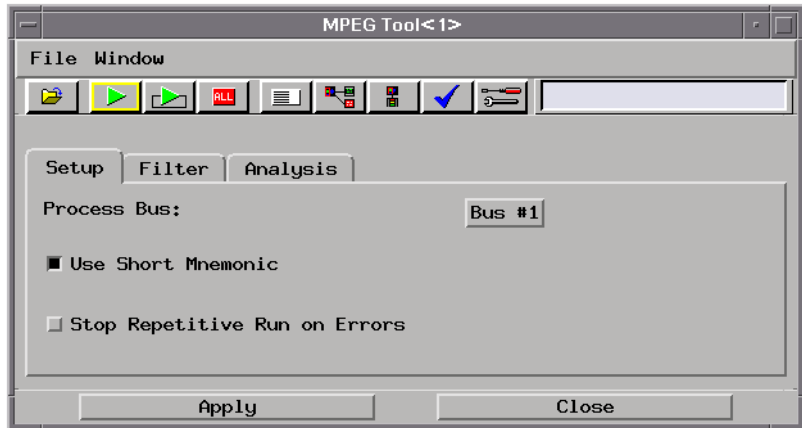 MPEG Tool<1>
File Window
ALL
Setup Filter Analysis
Process Bus: Bus #1
Use Short Mnemonic
Stop Repetitive Run on Errors
Apply Close